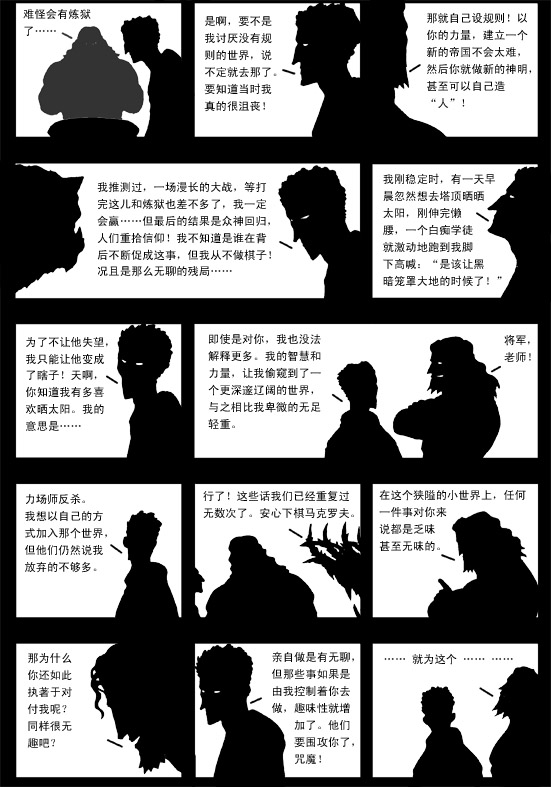 难怪会有炼狱
了……
是啊，要不是
我讨厌没有规
则的世界，说
不定就去那了。
要知道当时我
真的很沮丧！
那就自己设规则！以
你的力量，建立一个
新的帝国不会太难，
然后你就做新的神明，
甚至可以自己造
“人”！
我推测过，一场漫长的大战，等打
完这儿和炼狱也差不多了，我一定
会赢……但最后的结果是众神回归，
人们重拾信仰！我不知道是谁在背
后不断促成这事，但我从不做棋子！
况且是那么无聊的残局……
我刚稳定时，有一天早
晨忽然想去塔顶晒晒
太阳，刚伸完懒
腰，一个白痴学徒
就激动地跑到我脚
下高喊：“是该让黑
暗笼罩大地的时候了！”
为了不让他失望，
我只能让他变成
了瞎子！天啊，
你知道我有多喜
欢晒太阳。我的
意思是……
即使是对你，我也没法
解释更多。我的智慧和
力量，让我偷窥到了一
个更深邃辽阔的世界，
与之相比我卑微的无足
轻重。
将军，
老师！
力场师反杀。
我想以自己的方
式加入那个世界，
但他们仍然说我
放弃的不够多。
行了！这些话我们已经重复过
无数次了。安心下棋马克罗夫。
在这个狭隘的小世界上，任何
一件事对你来
说都是乏味
甚至无味的。
那为什么
你还如此
执著于对
付我呢？
同样很无
趣吧？
亲自做是有无聊，
但那些事如果是
由我控制着你去
做，趣味性就增
加了。他们
要围攻你了，
咒魔！
…… 就为这个 …… ……